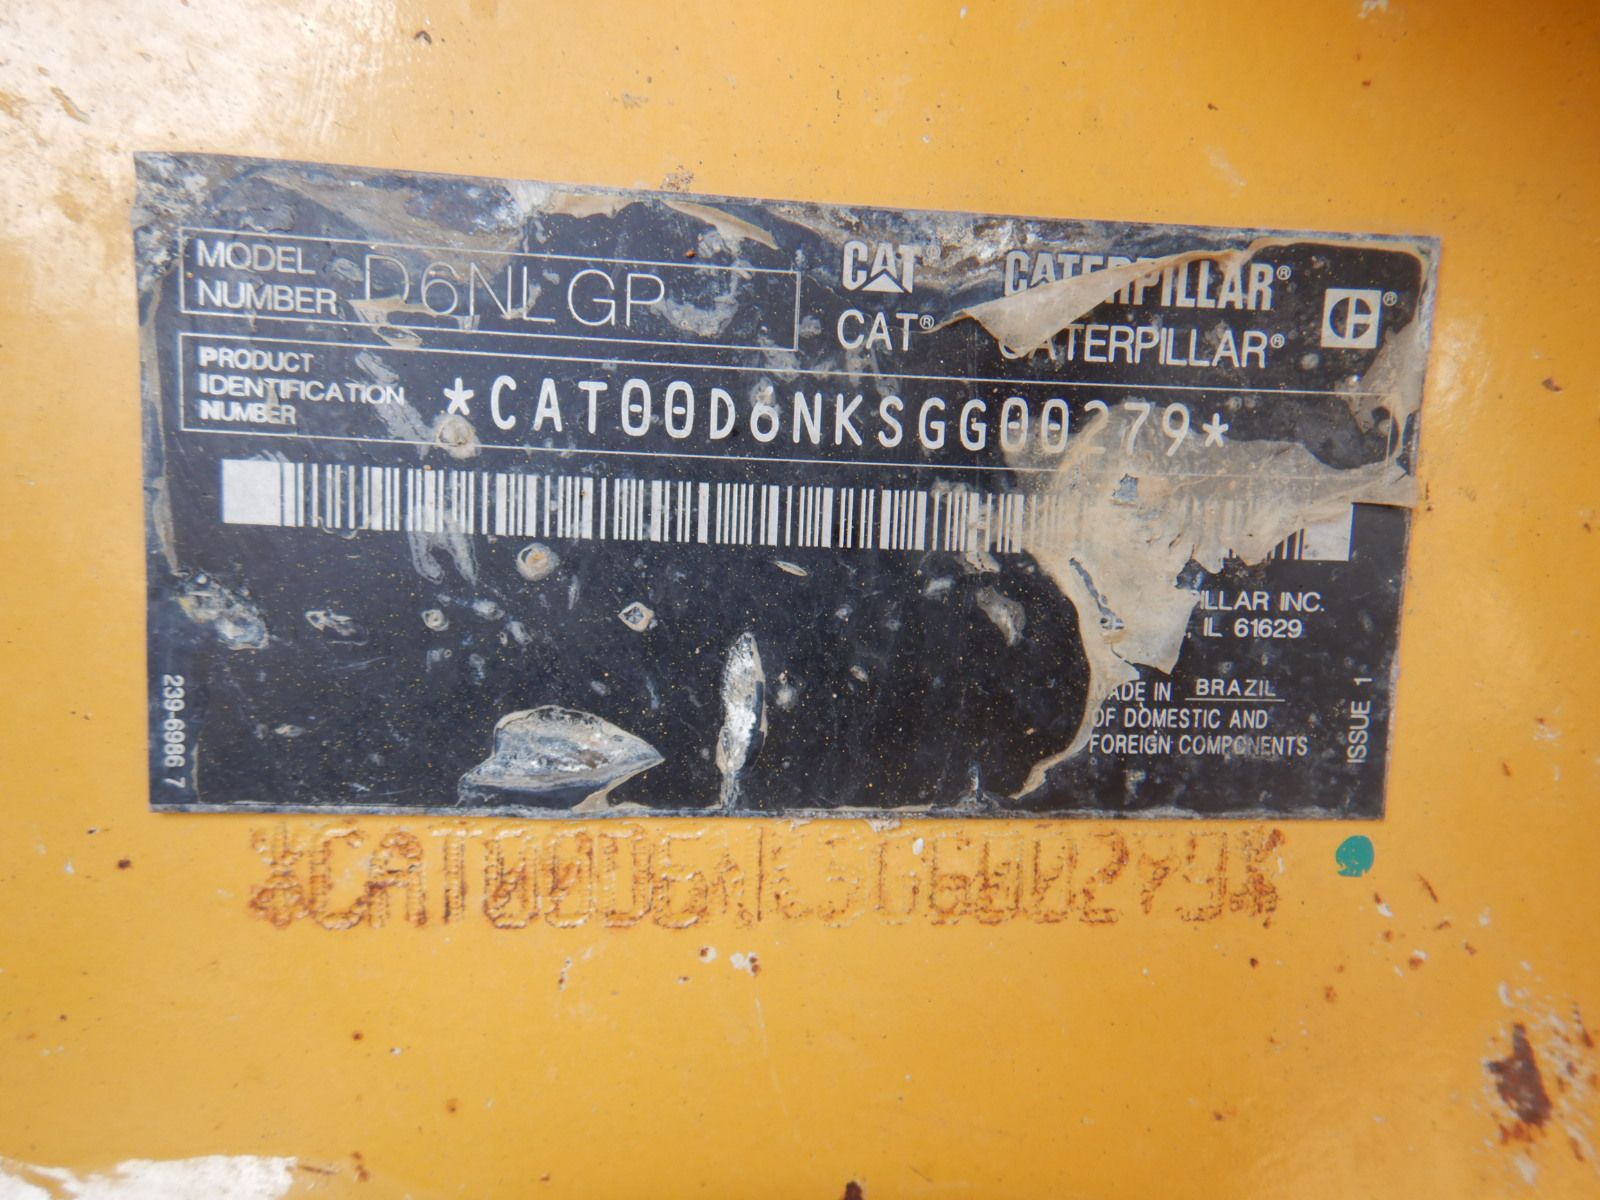 MODEL NUMBER D6NLGP
CAT CATERPILLAR®
CAT® CATERPILLAR®
PRODUCT IDENTIFICATION NUMBER *CAT00D6NKSGG00279*
INC.
IL 61629
MADE IN BRAZIL
OF DOMESTIC AND
FOREIGN COMPONENTS
ISSUE 1
239-6986 7
*CAT00D6NKSGG00279*